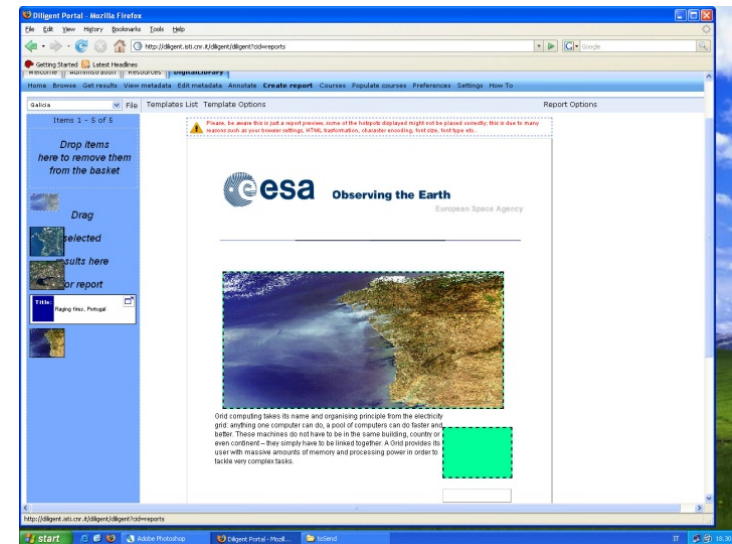 Diligent Portal - Mozilla Firefox
File Edit View History Bookmarks Tools Help
http://diligent.isti.cnr.it/diligent/diligent?cid=reports
Google
Getting Started Latest Headlines
Welcome Administration Resources DigitalLibrary
Home Browse Get results View metadata Edit metadata Annotate Create report Courses Populate courses Preferences Settings How To
Galicia File Templates List Template Options Report Options
Items 1 - 5 of 5
Drop items
here to remove them
from the basket
Drag
selected
results here
for report
Title:
Raging fires, Portugal
Please, be aware this is just a report preview, some of the hotspots displayed might not be placed correctly; this is due to many
reasons such as your browser settings, HTML trasformation, character encoding, font size, font type etc..
esa Observing the Earth
European Space Agency
Grid computing takes its name and organising principle from the electricity
grid: anything one computer can do, a pool of computers can do faster and
better. These machines do not have to be in the same building, country or
even continent – they simply have to be linked together. A Grid provides its
user with massive amounts of memory and processing power in order to
tackle very complex tasks.
http://diligent.isti.cnr.it/diligent/diligent?cid=reports
start Adobe Photoshop Diligent Portal - Mozil... toSend IT 18.30